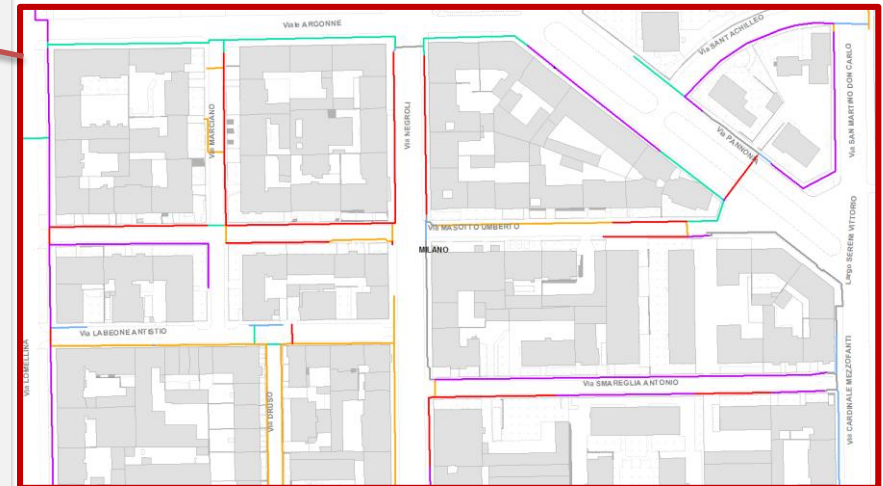 Viale ARGONNE
Via SANT'ACHILLEO
Via MARCIANO
Via NEGROLI
Via PANNONIA
Via SAN MARTINO DON CARLO
Via MASOTTO UMBERTO
MILANO
Largo SERENI VITTORIO
Via LABEONE ANTISTIO
Via LOMELLINA
Via DRUSO
Via SMAREGLIA ANTONIO
Via CARDINALE MEZZOFANTI